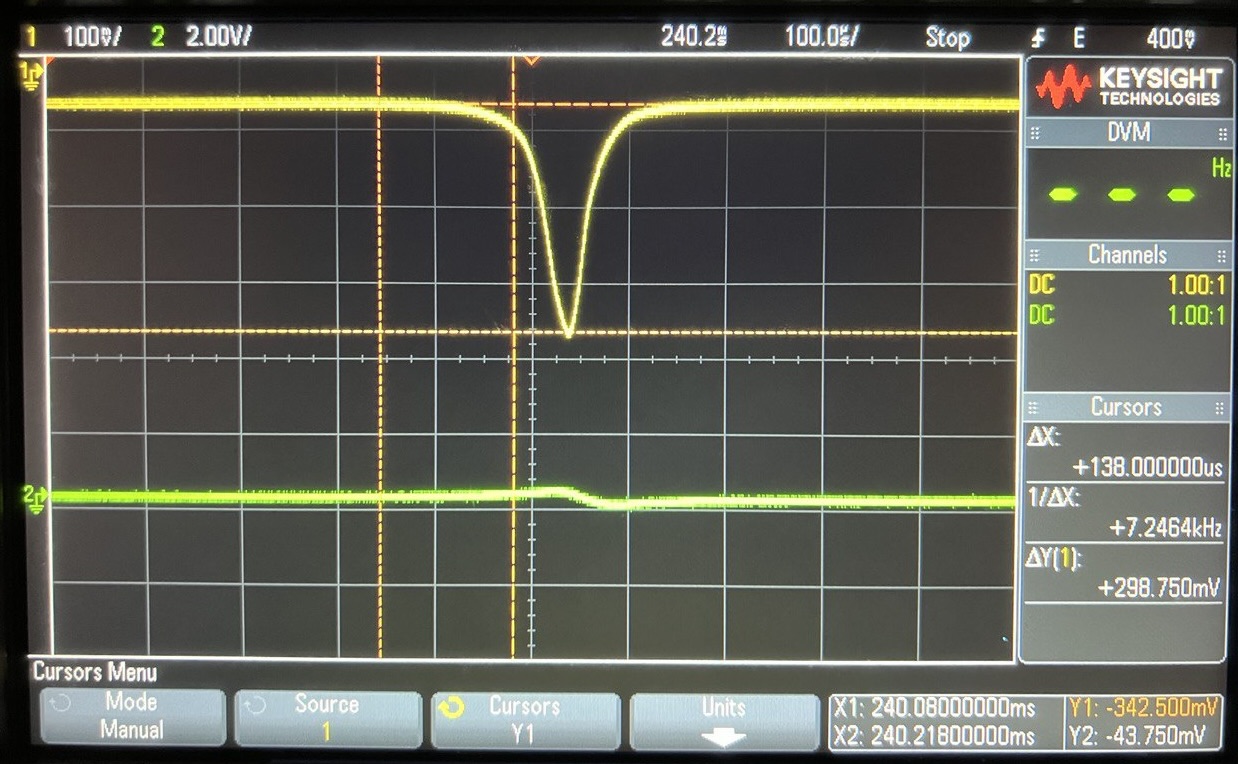 1 100mV/ 2 2.00V/ 240.2ms 100.0us/ Stop E 400mV
KEYSIGHT
TECHNOLOGIES
DVM
Hz
Channels
DC 1.00:1
DC 1.00:1
Cursors
ΔX:
+138.000000us
1/ΔX:
+7.2464kHz
ΔY(1):
+298.750mV
1
2
Cursors Menu
Mode
Manual
Source
1
Cursors
Y1
Units
X1: 240.08000000ms Y1: -342.500mV
X2: 240.21800000ms Y2: -43.750mV